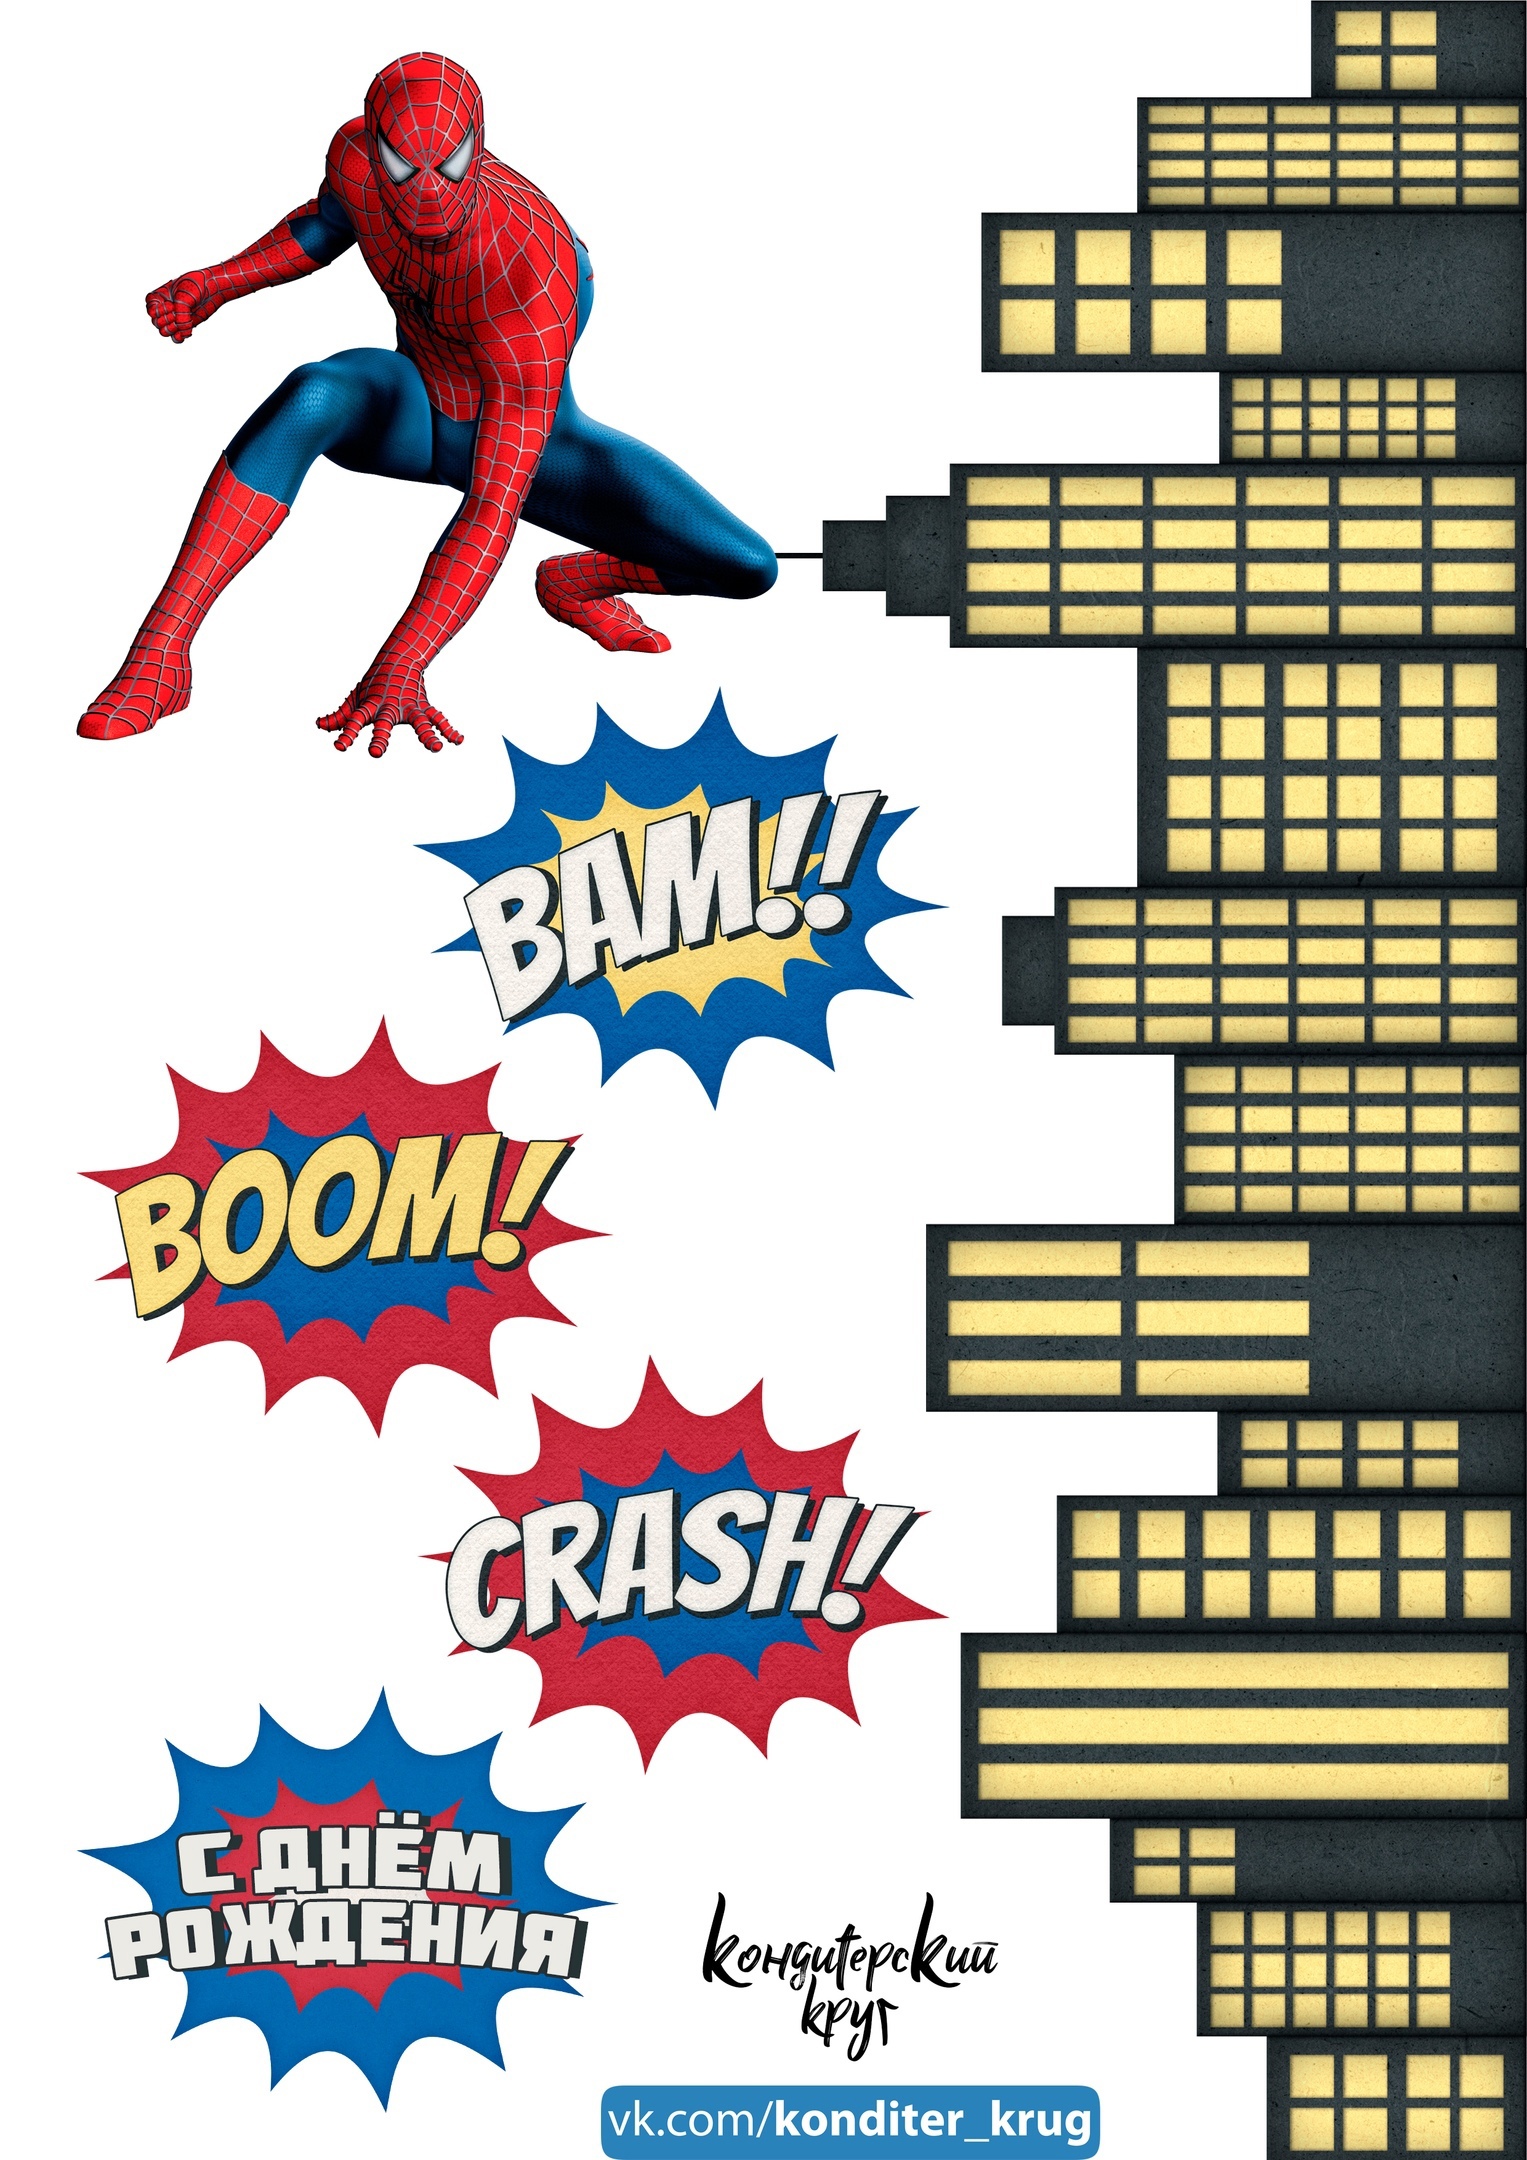 BAM!!
BOOM!
CRASH!
С ДНЁМ
РОЖДЕНИЯ
Кондитерский
круг
vk.com/konditer_krug